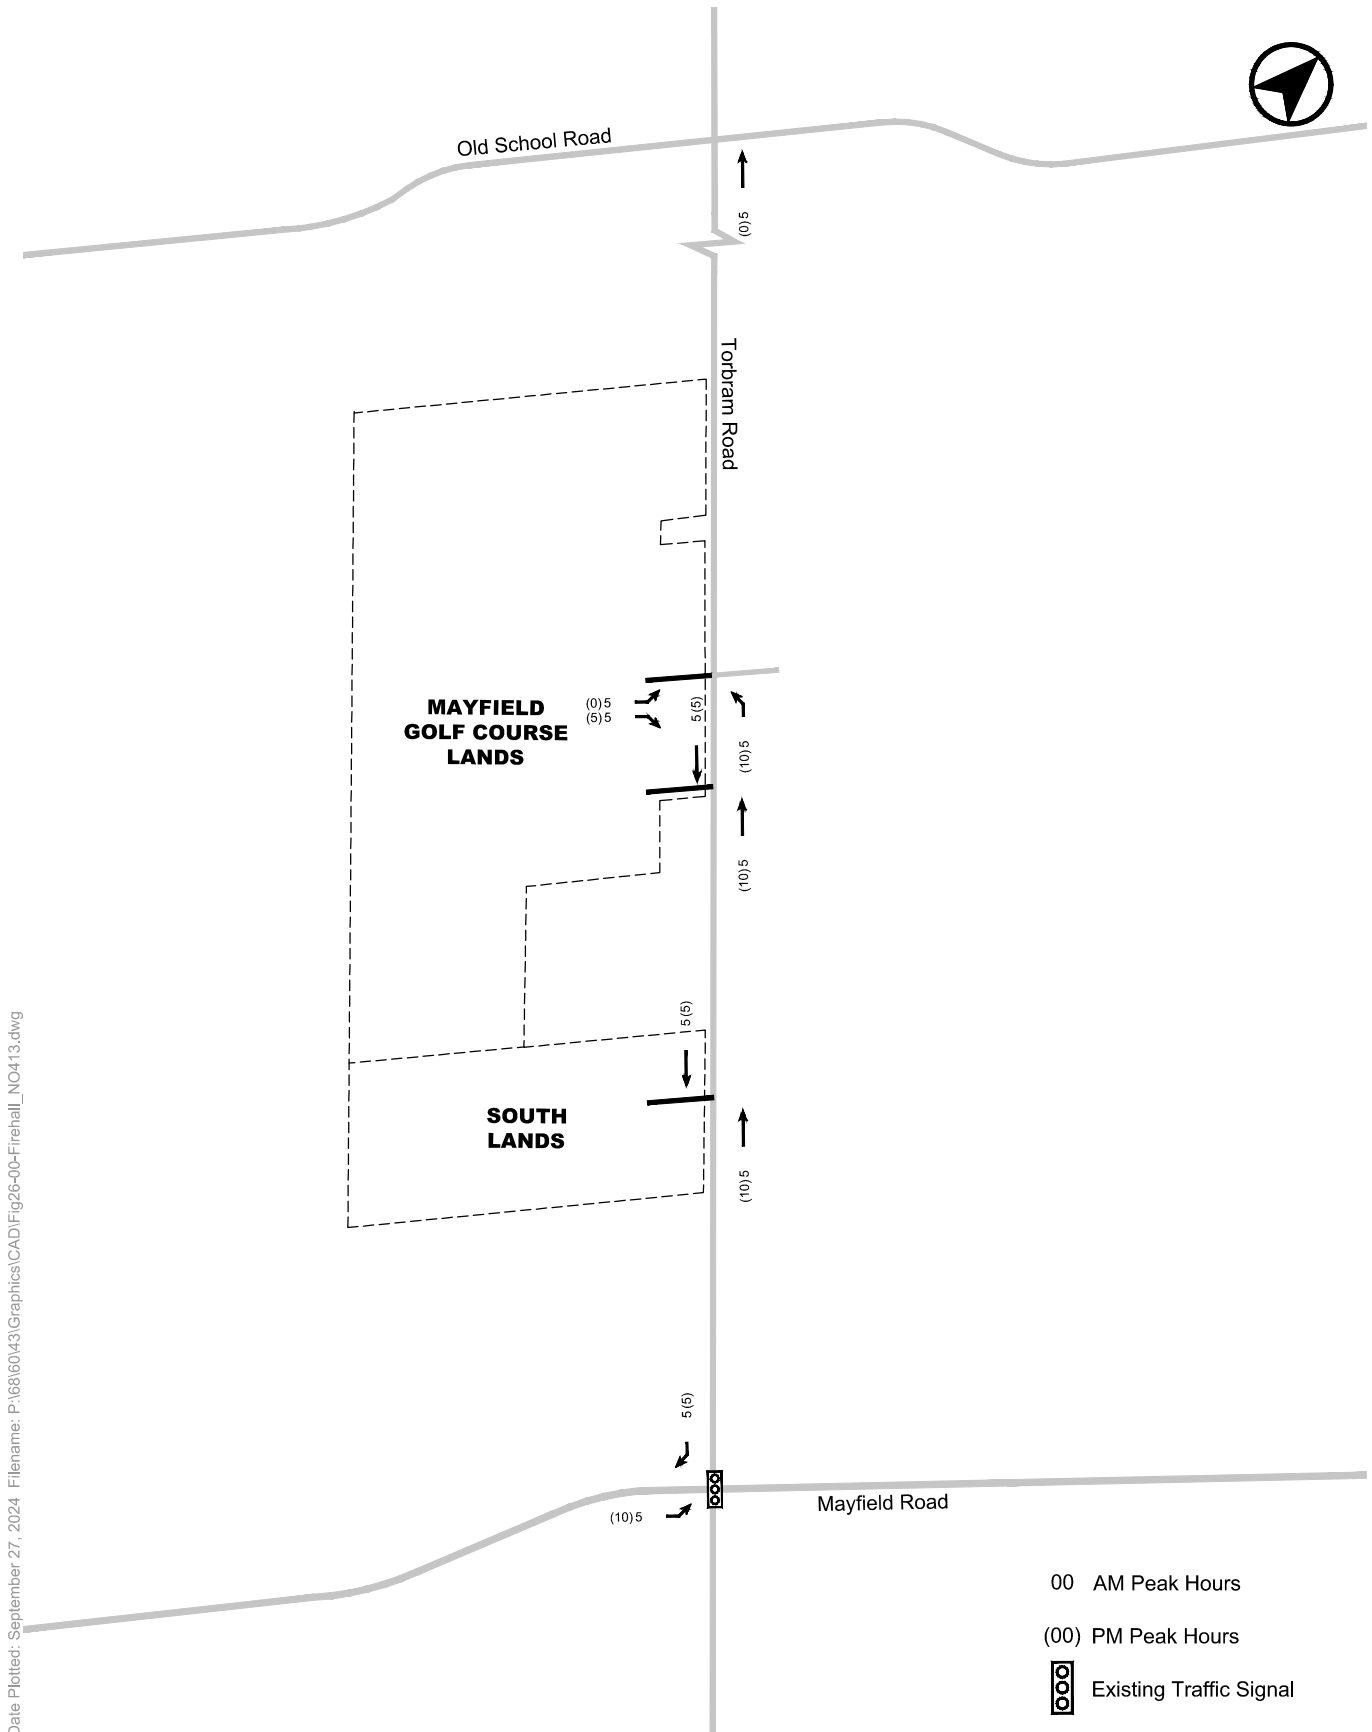 Old School Road
(0)5
Torbram Road
MAYFIELD
GOLF COURSE
LANDS
(0)5
(5)5
5(5)
(10)5
(10)5
5(5)
SOUTH
LANDS
(10)5
5(5)
(10)5
Mayfield Road
00 AM Peak Hours
(00) PM Peak Hours
Existing Traffic Signal
Date Plotted: September 27, 2024 Filename: P:\68\60\43\Graphics\CAD\Fig26-00-Firehall_NO413.dwg